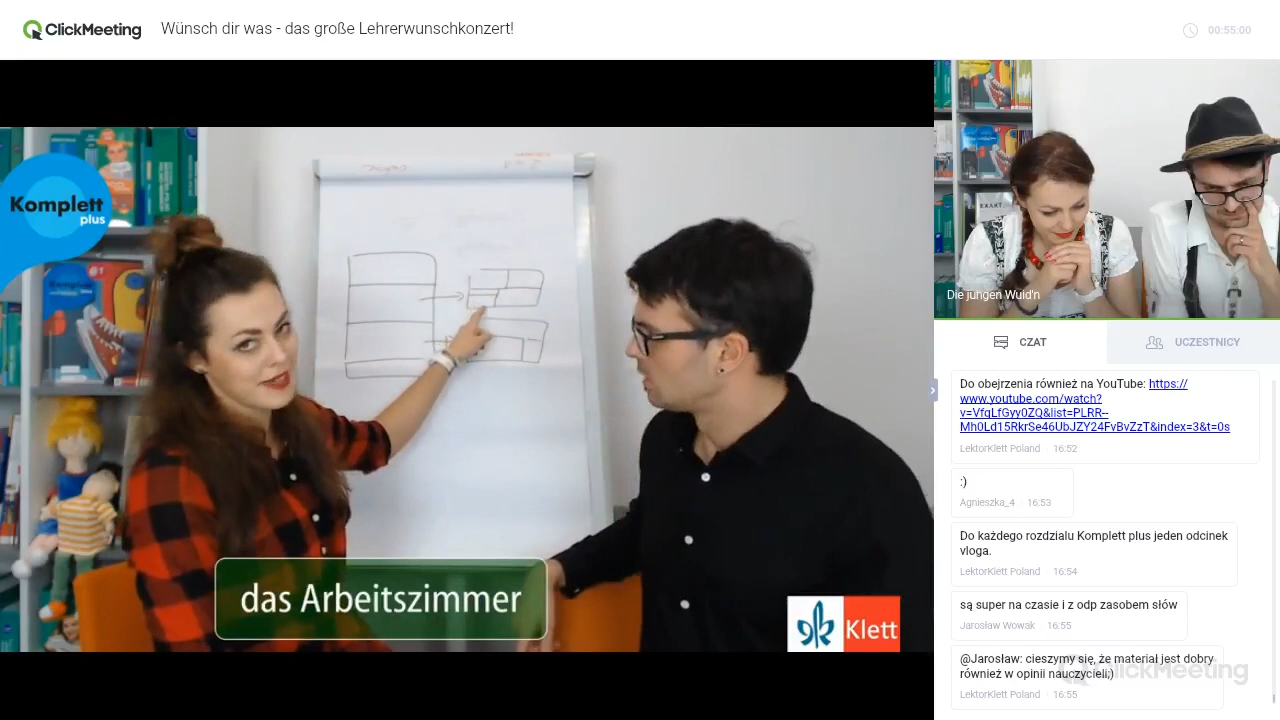 ClickMeeting
Wünsch dir was - das große Lehrerwunschkonzert!
00:55:00
Komplett
plus
das Arbeitszimmer
Klett
EXAKT
Die jungen Wuid'n
CZAT
UCZESTNICY
Do obejrzenia również na YouTube: https://
www.youtube.com/watch?
v=VfqLfGyy0ZQ&list=PLRR--
Mh0Ld15RkrSe46UbJZY24FvBvZzT&index=3&t=0s
LektorKlett Poland 16:52
:)
Agnieszka_4 16:53
Do każdego rozdzialu Komplett plus jeden odcinek
vloga.
LektorKlett Poland 16:54
są super na czasie i z odp zasobem słów
Jarosław Wowak 16:55
@Jarosław: cieszymy się, że materiał jest dobry
również w opinii nauczycieli;)
LektorKlett Poland 16:55
ClickMeeting